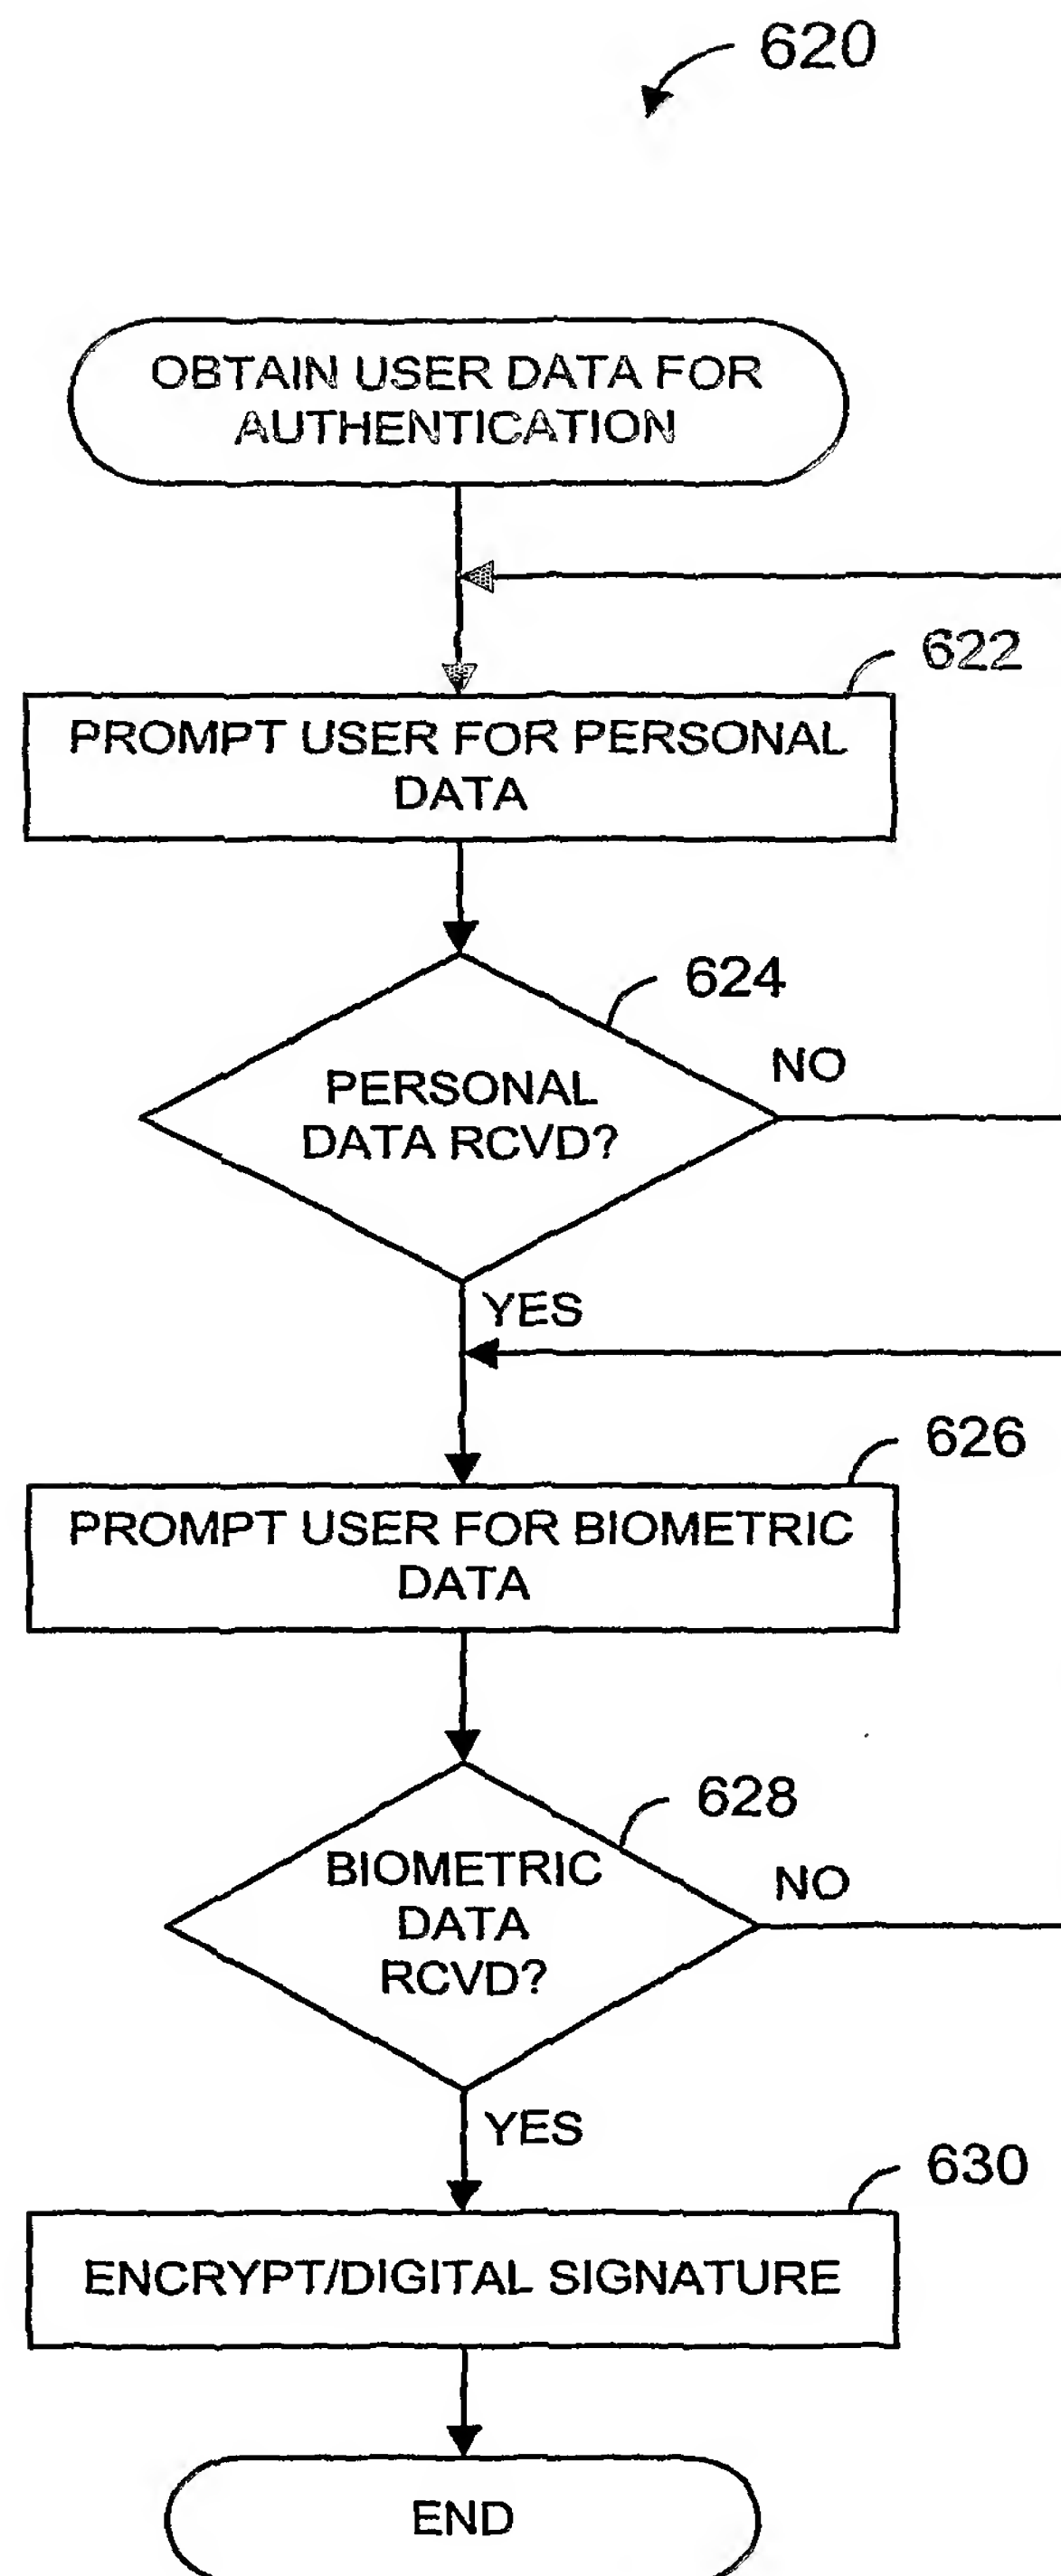 620
OBTAIN USER DATA FOR
AUTHENTICATION
622
PROMPT USER FOR PERSONAL
DATA
624
PERSONAL
DATA RCVD?
NO
YES
626
PROMPT USER FOR BIOMETRIC
DATA
628
BIOMETRIC
DATA
RCVD?
NO
YES
630
ENCRYPT/DIGITAL SIGNATURE
END